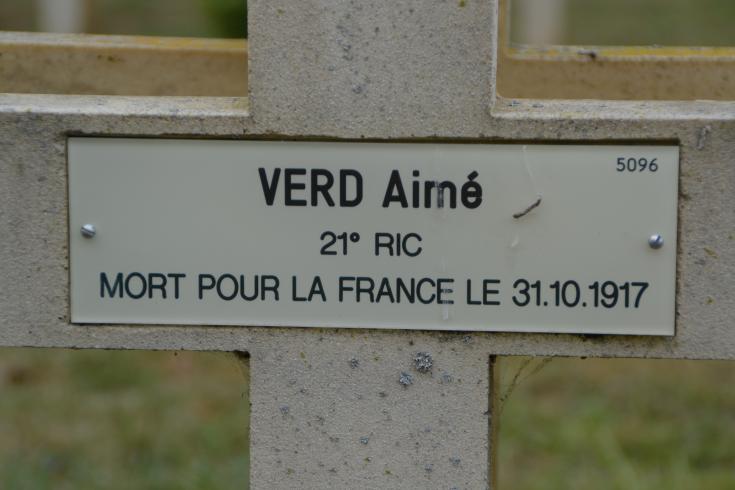 5096
VERD Aimé
21° RIC
MORT POUR LA FRANCE LE 31.10.1917